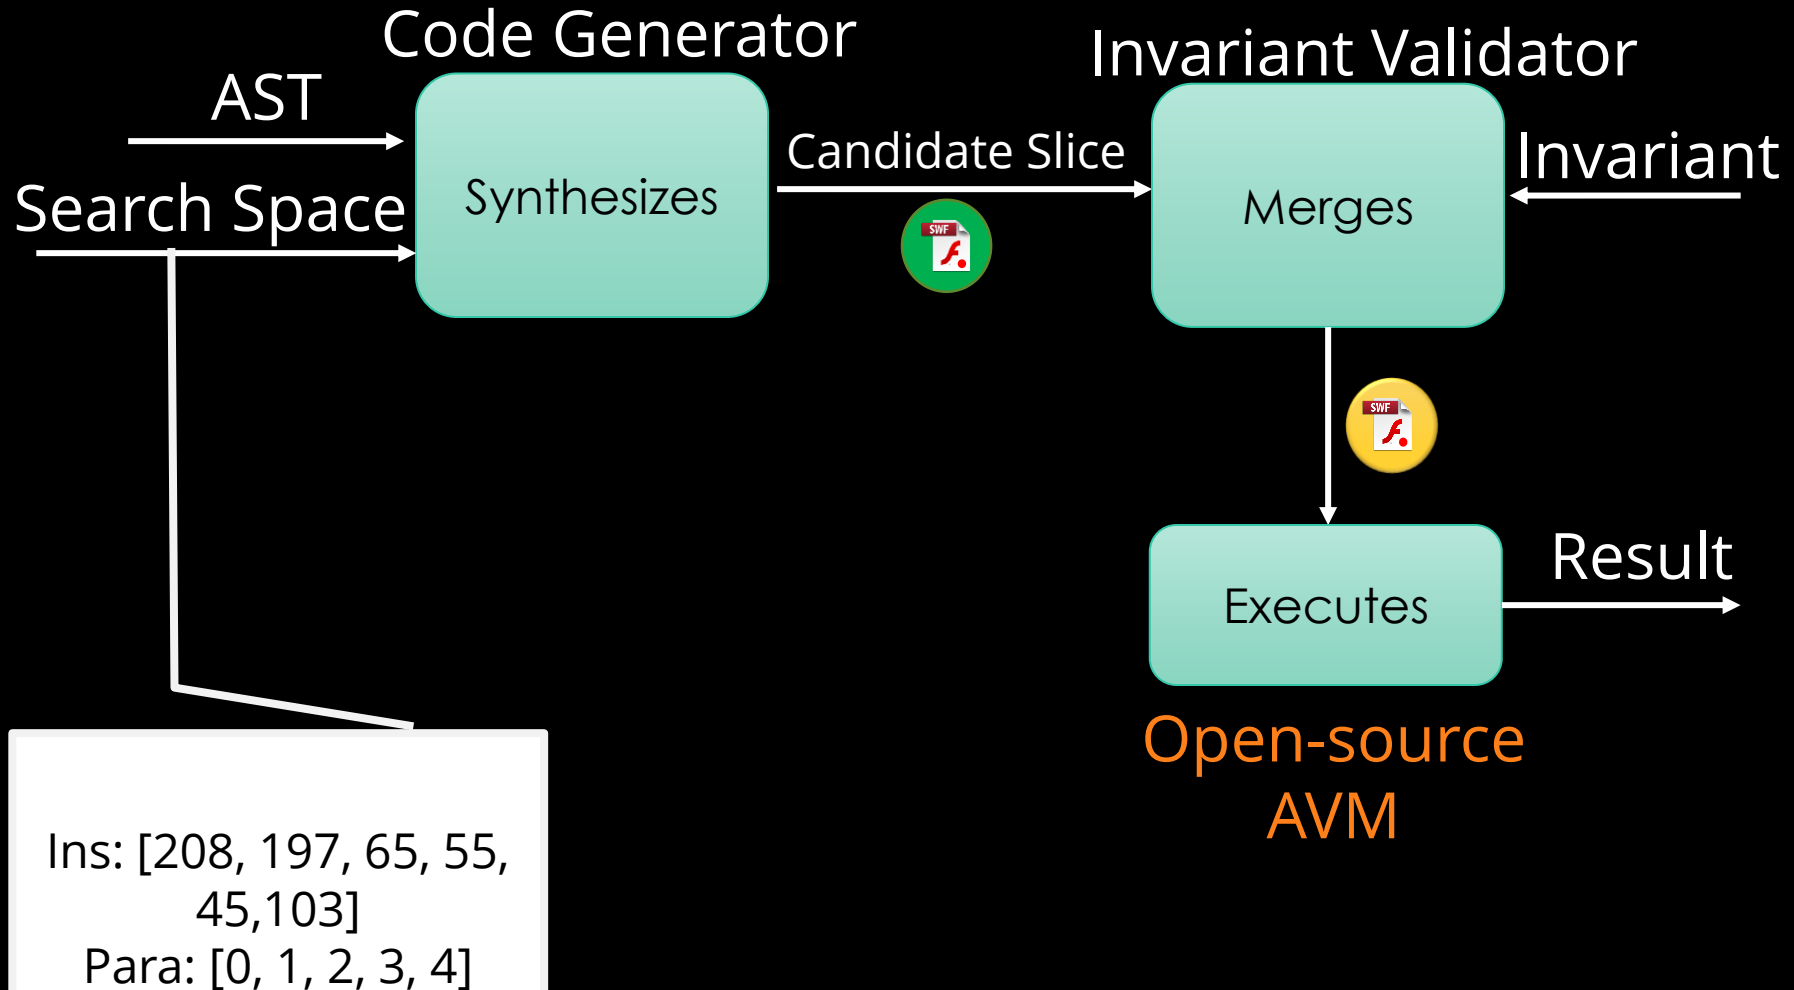 Code Generator
Invariant Validator
AST
Candidate Slice
Invariant
Search Space
Synthesizes
Merges
SWF
SWF
Result
Executes
Open-source
AVM
Ins: [208, 197, 65, 55,
45,103]
Para: [0, 1, 2, 3, 4]